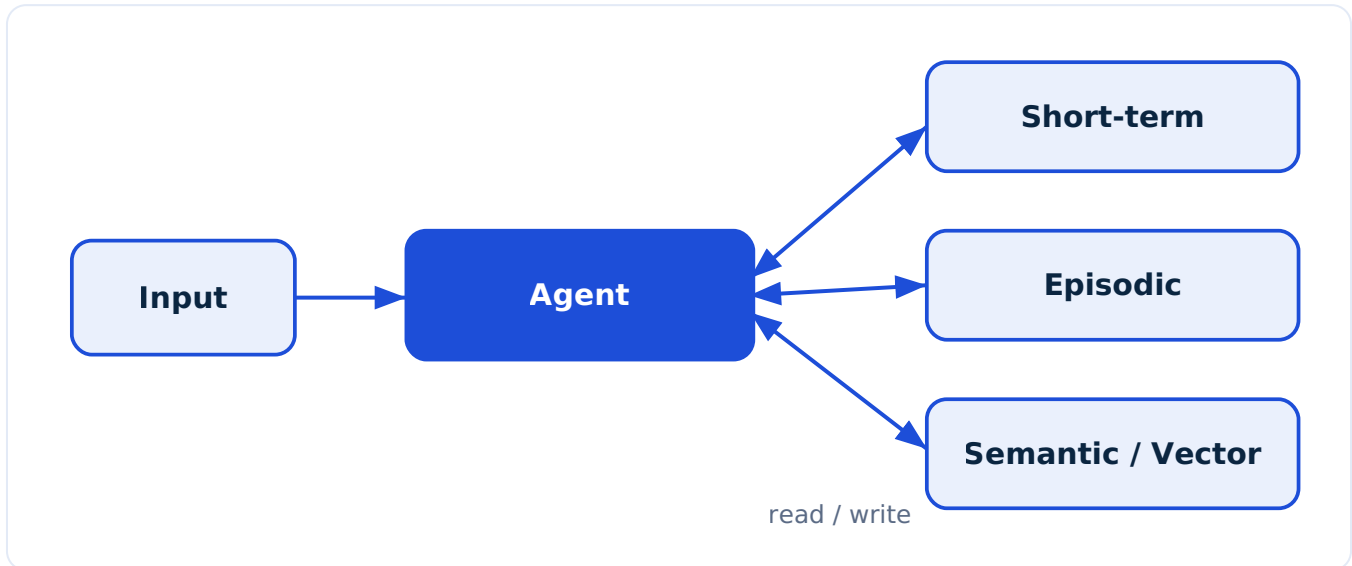 Input
Agent
Short-term
Episodic
Semantic / Vector
read / write